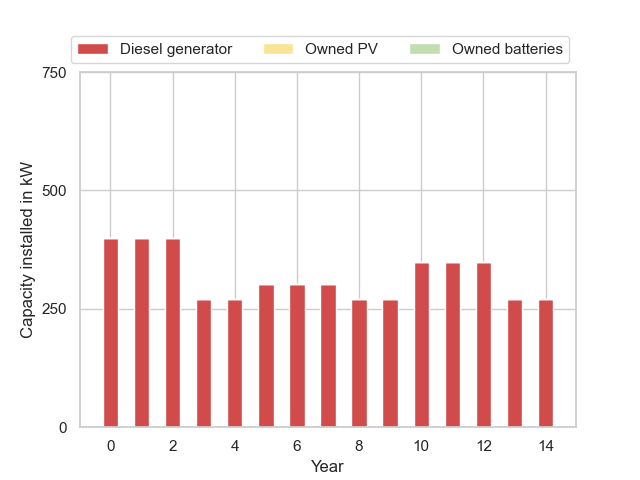 Diesel generator Owned PV Owned batteries
750
500
250
0
Capacity installed in kW
0 2 4 6 8 10 12 14
Year